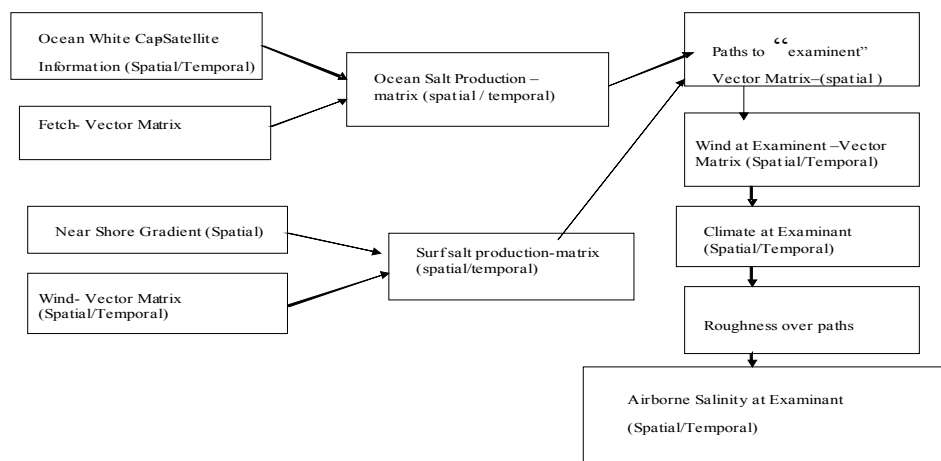 Ocean White Cap-Satellite
Information (Spatial/Temporal)
Fetch- Vector Matrix
Ocean Salt Production –
matrix (spatial / temporal)
Near Shore Gradient (Spatial)
Wind- Vector Matrix
(Spatial/Temporal)
Surf salt production-matrix
(spatial/temporal)
Paths to “examinent”
Vector Matrix–(spatial )
Wind at Examinent –Vector
Matrix (Spatial/Temporal)
Climate at Examinant
(Spatial/Temporal)
Roughness over paths
Airborne Salinity at Examinant
(Spatial/Temporal)